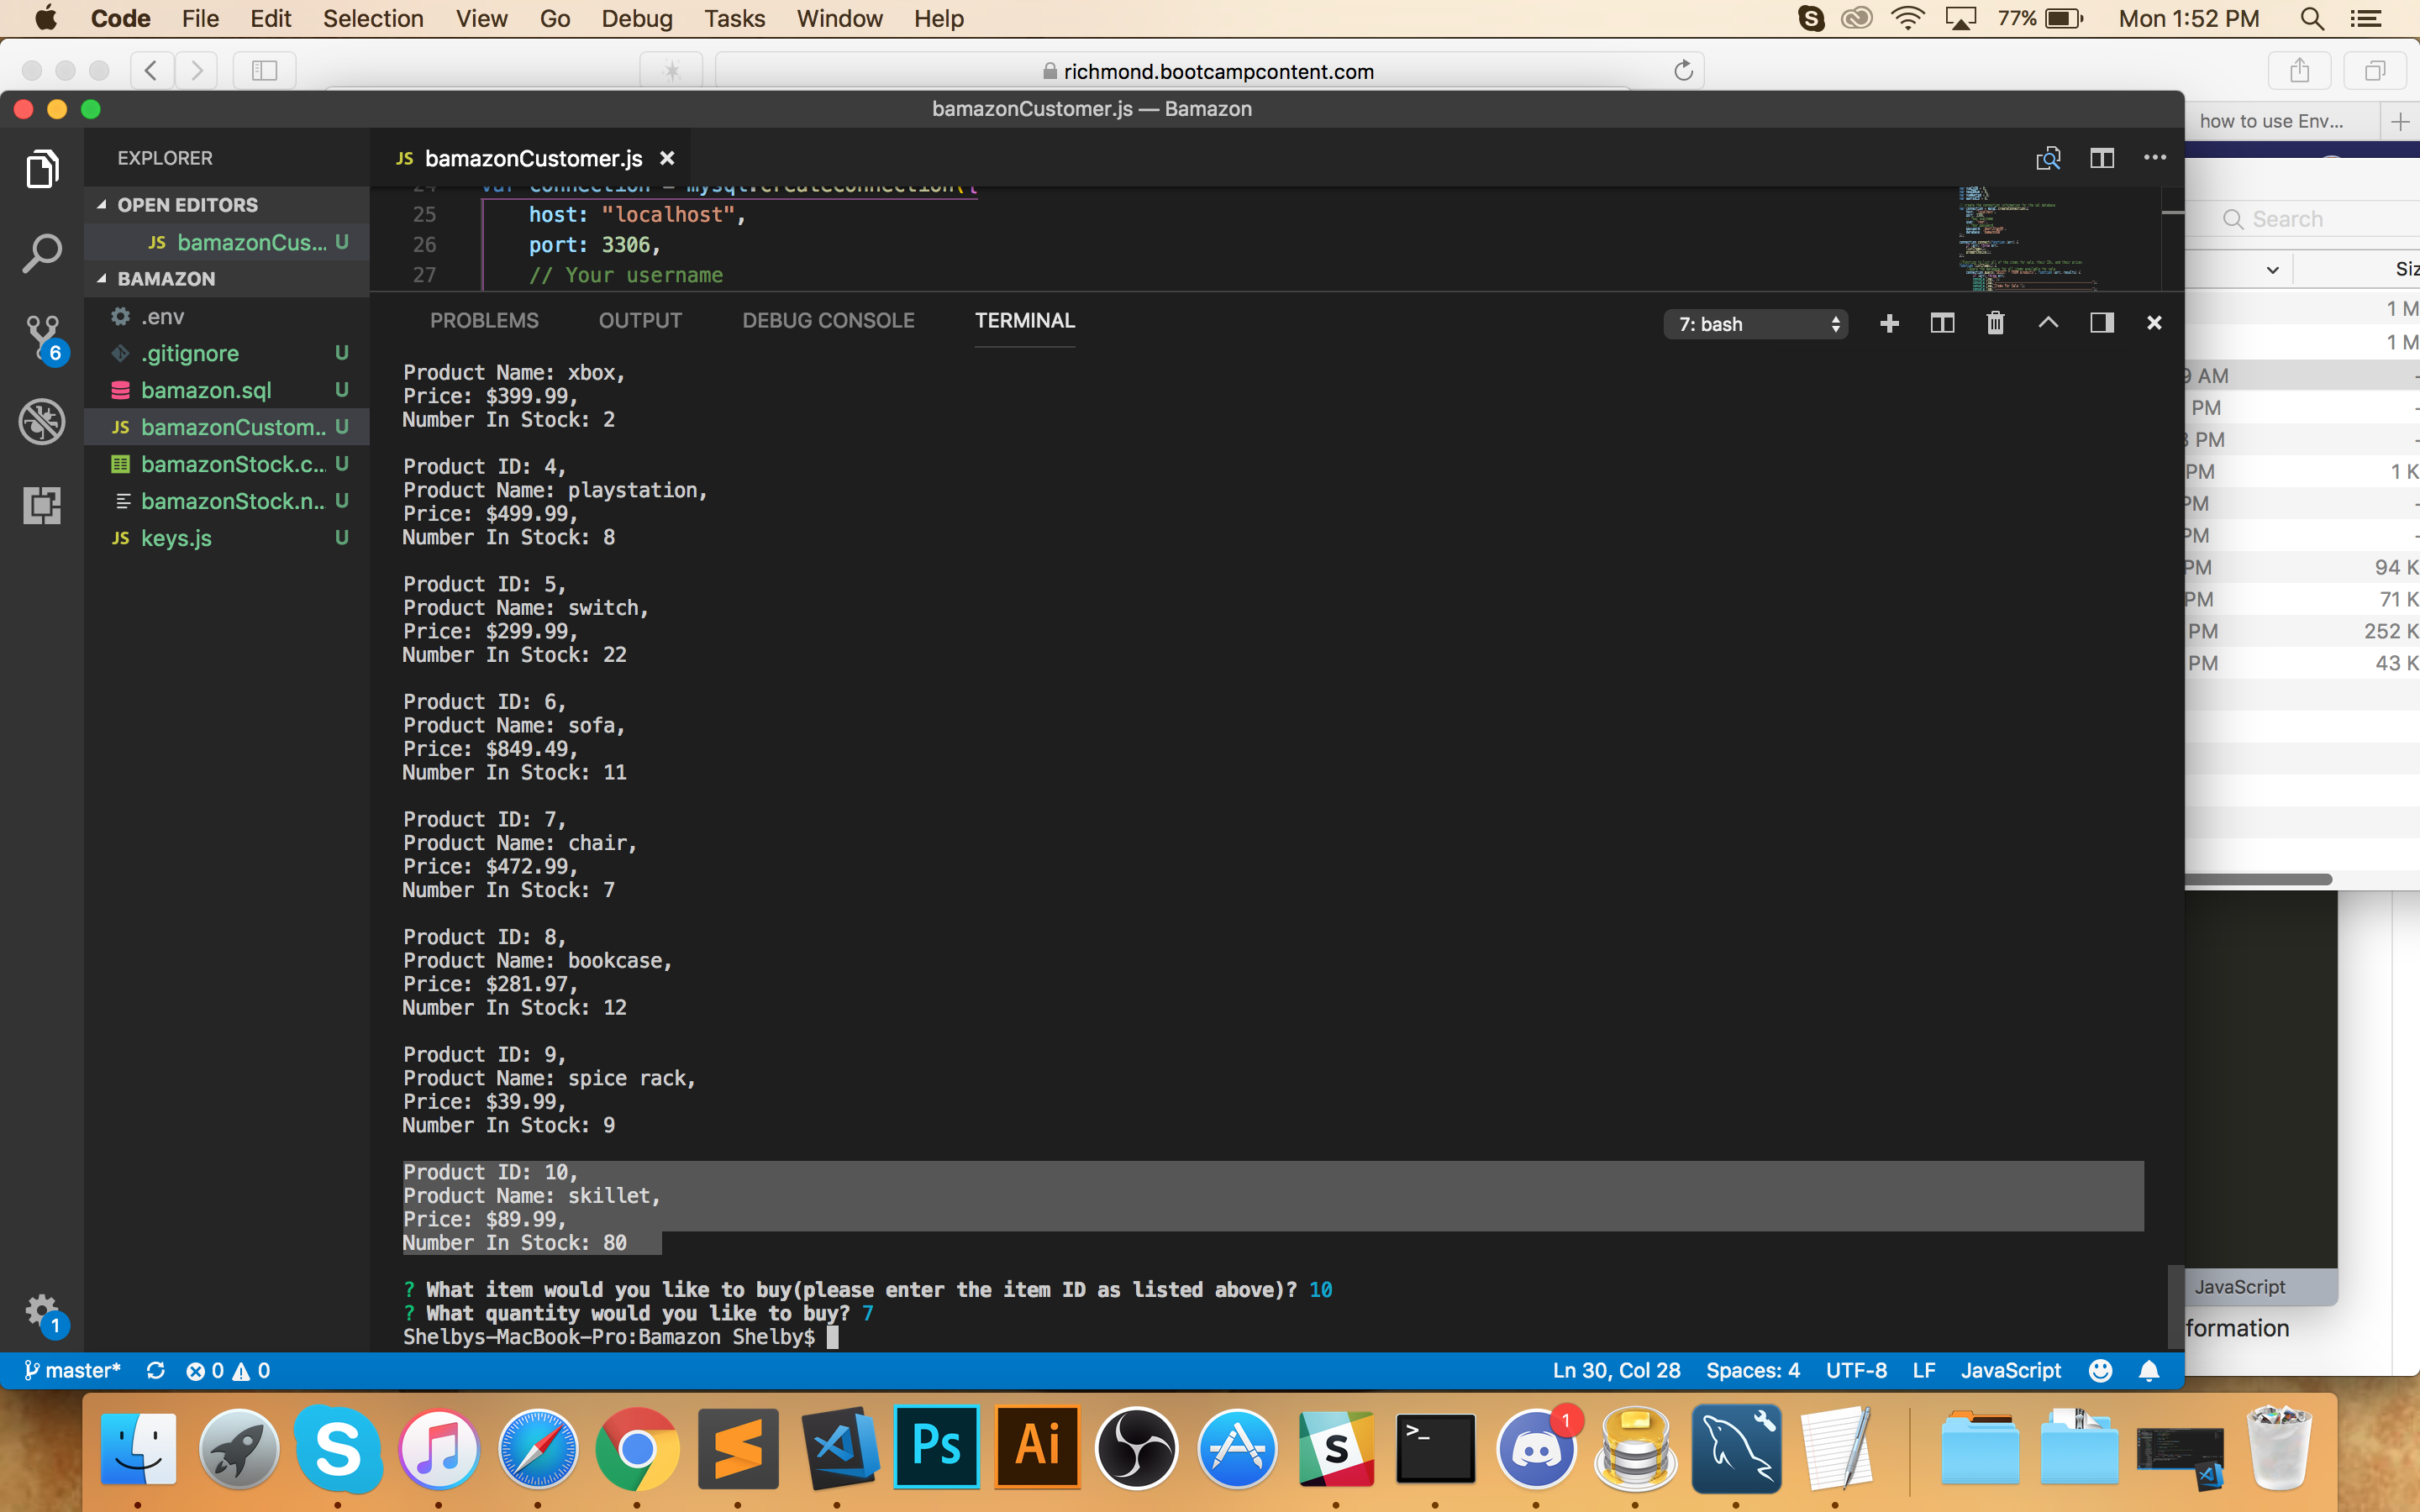 Code File Edit Selection View Go Debug Tasks Window Help 77% Mon 1:52 PM
richmond.bootcampcontent.com
bamazonCustomer.js — Bamazon
how to use Env...
EXPLORER
JS bamazonCustomer.js ×
OPEN EDITORS
JS bamazonCus... U
BAMAZON
.env
.gitignore U
bamazon.sql U
JS bamazonCustom.. U
bamazonStock.c.. U
bamazonStock.n.. U
JS keys.js U
6
1
24 var connection = mysql.createConnection({
25 host: "localhost",
26 port: 3306,
27 // Your username
PROBLEMS OUTPUT DEBUG CONSOLE TERMINAL 7: bash
Product Name: xbox,
Price: $399.99,
Number In Stock: 2
Product ID: 4,
Product Name: playstation,
Price: $499.99,
Number In Stock: 8
Product ID: 5,
Product Name: switch,
Price: $299.99,
Number In Stock: 22
Product ID: 6,
Product Name: sofa,
Price: $849.49,
Number In Stock: 11
Product ID: 7,
Product Name: chair,
Price: $472.99,
Number In Stock: 7
Product ID: 8,
Product Name: bookcase,
Price: $281.97,
Number In Stock: 12
Product ID: 9,
Product Name: spice rack,
Price: $39.99,
Number In Stock: 9
Product ID: 10,
Product Name: skillet,
Price: $89.99,
Number In Stock: 80
? What item would you like to buy(please enter the item ID as listed above)? 10
? What quantity would you like to buy? 7
Shelbys-MacBook-Pro:Bamazon Shelby$
master* 0 0 Ln 30, Col 28 Spaces: 4 UTF-8 LF JavaScript
Search
Siz
1 M
1 M
9 AM -
PM -
PM -
PM 1 K
PM -
PM -
PM 94 K
PM 71 K
PM 252 K
PM 43 K
JavaScript
formation
S
Ps
Ai
S
>_
1